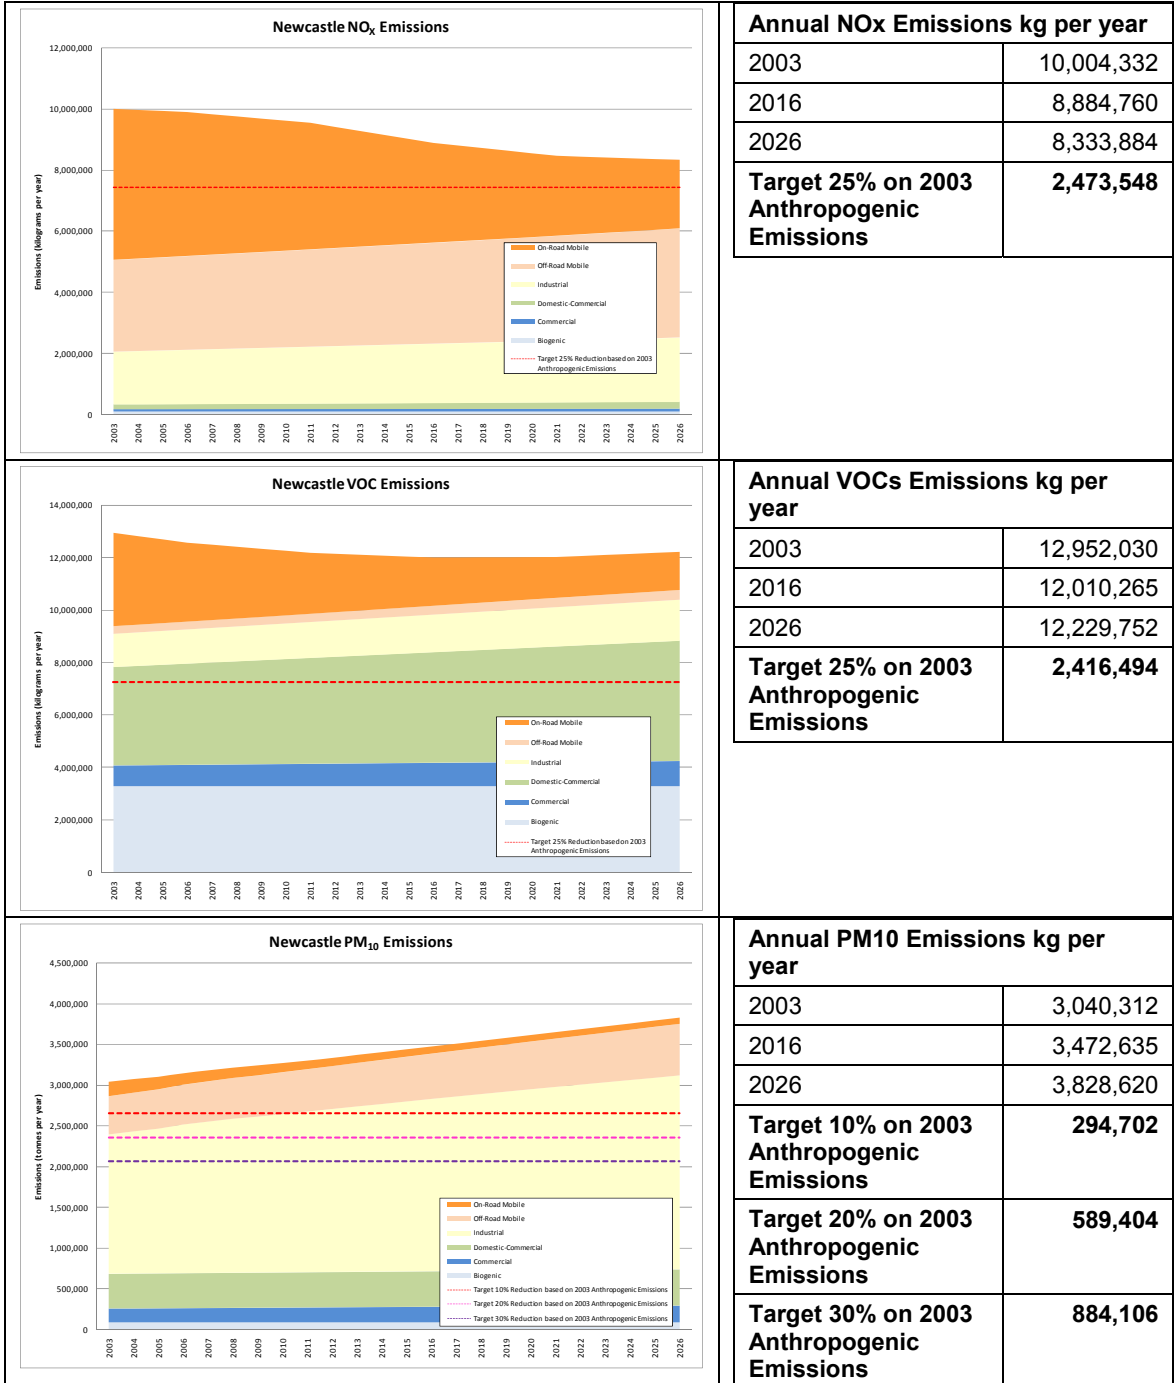 Newcastle NOx Emissions
12,000,000
10,000,000
8,000,000
6,000,000
4,000,000
2,000,000
0
Emissions (kilograms per year)
On-Road Mobile
Off-Road Mobile
Industrial
Domestic-Commercial
Commercial
Biogenic
Target 25% Reduction based on 2003
Anthropogenic Emissions
2003 2004 2005 2006 2007 2008 2009 2010 2011 2012 2013 2014 2015 2016 2017 2018 2019 2020 2021 2022 2023 2024 2025 2026
Annual NOx Emissions kg per year
2003 10,004,332
2016 8,884,760
2026 8,333,884
Target 25% on 2003 2,473,548
Anthropogenic
Emissions
Newcastle VOC Emissions
14,000,000
12,000,000
10,000,000
8,000,000
6,000,000
4,000,000
2,000,000
0
Emissions (kilograms per year)
On-Road Mobile
Off-Road Mobile
Industrial
Domestic-Commercial
Commercial
Biogenic
Target 25% Reduction based on 2003
Anthropogenic Emissions
2003 2004 2005 2006 2007 2008 2009 2010 2011 2012 2013 2014 2015 2016 2017 2018 2019 2020 2021 2022 2023 2024 2025 2026
Annual VOCs Emissions kg per
year
2003 12,952,030
2016 12,010,265
2026 12,229,752
Target 25% on 2003 2,416,494
Anthropogenic
Emissions
Newcastle PM10 Emissions
4,500,000
4,000,000
3,500,000
3,000,000
2,500,000
2,000,000
1,500,000
1,000,000
500,000
0
Emissions (tonnes per year)
On-Road Mobile
Off-Road Mobile
Industrial
Domestic-Commercial
Commercial
Biogenic
Target 10% Reduction based on 2003 Anthropogenic Emissions
Target 20% Reduction based on 2003 Anthropogenic Emissions
Target 30% Reduction based on 2003 Anthropogenic Emissions
2003 2004 2005 2006 2007 2008 2009 2010 2011 2012 2013 2014 2015 2016 2017 2018 2019 2020 2021 2022 2023 2024 2025 2026
Annual PM10 Emissions kg per
year
2003 3,040,312
2016 3,472,635
2026 3,828,620
Target 10% on 2003 294,702
Anthropogenic
Emissions
Target 20% on 2003 589,404
Anthropogenic
Emissions
Target 30% on 2003 884,106
Anthropogenic
Emissions